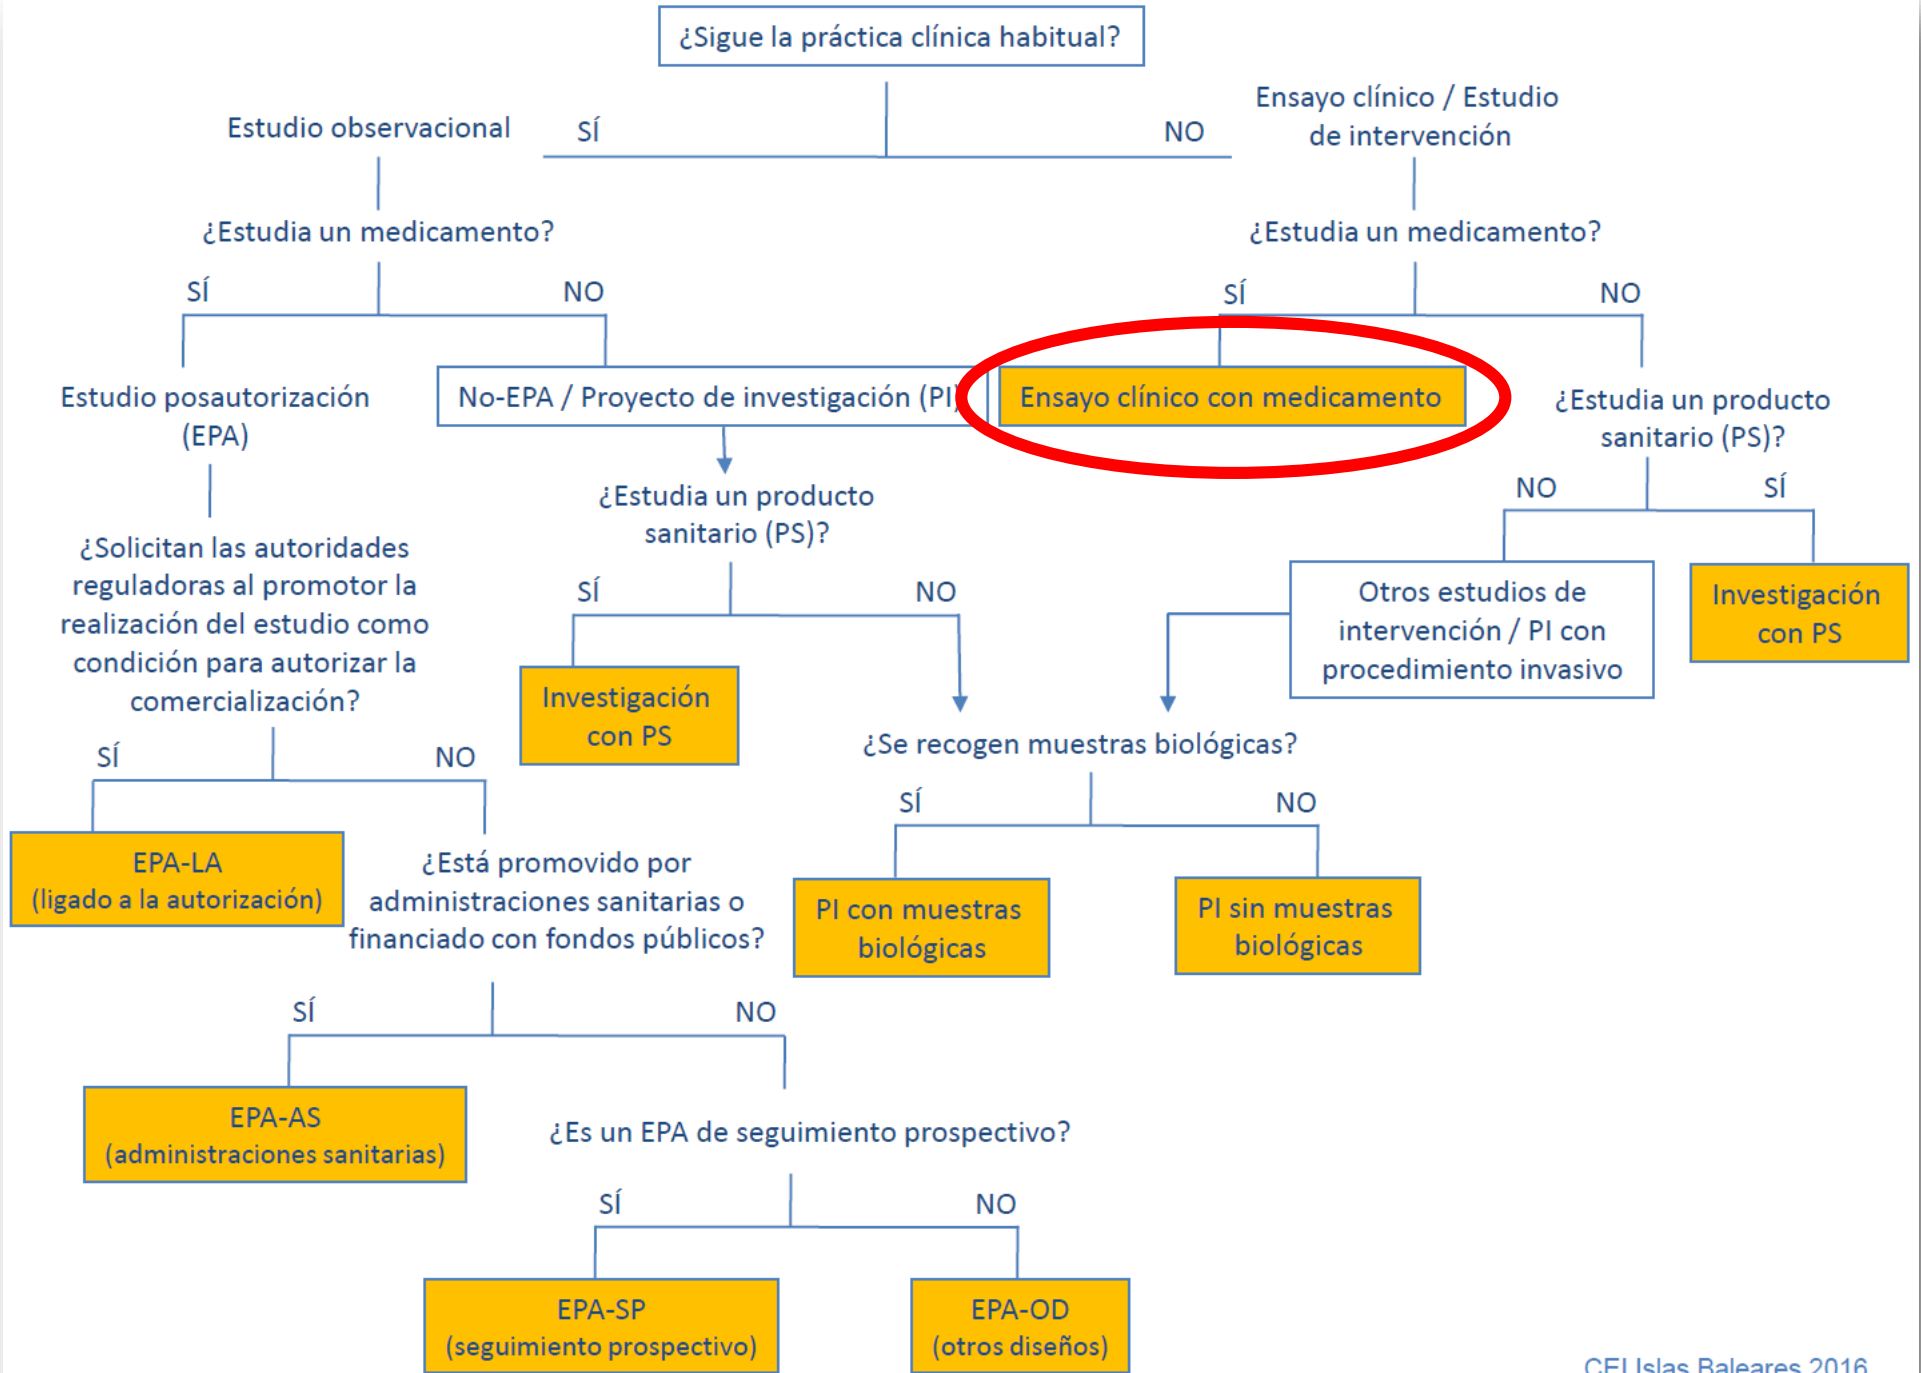 ¿Sigue la práctica clínica habitual?
Estudio observacional
SÍ
NO
Ensayo clínico / Estudio
de intervención
¿Estudia un medicamento?
¿Estudia un medicamento?
SÍ
NO
SÍ
NO
Estudio posautorización
(EPA)
No-EPA / Proyecto de investigación (PI)
Ensayo clínico con medicamento
¿Estudia un producto
sanitario (PS)?
¿Estudia un producto
sanitario (PS)?
NO
SÍ
¿Solicitan las autoridades
reguladoras al promotor la
realización del estudio como
condición para autorizar la
comercialización?
SÍ
NO
Otros estudios de
intervención / PI con
procedimiento invasivo
Investigación
con PS
Investigación
con PS
¿Se recogen muestras biológicas?
SÍ
NO
SÍ
NO
EPA-LA
(ligado a la autorización)
¿Está promovido por
administraciones sanitarias o
financiado con fondos públicos?
PI con muestras
biológicas
PI sin muestras
biológicas
SÍ
NO
EPA-AS
(administraciones sanitarias)
¿Es un EPA de seguimiento prospectivo?
SÍ
NO
EPA-SP
(seguimiento prospectivo)
EPA-OD
(otros diseños)
CEI Islas Baleares 2016